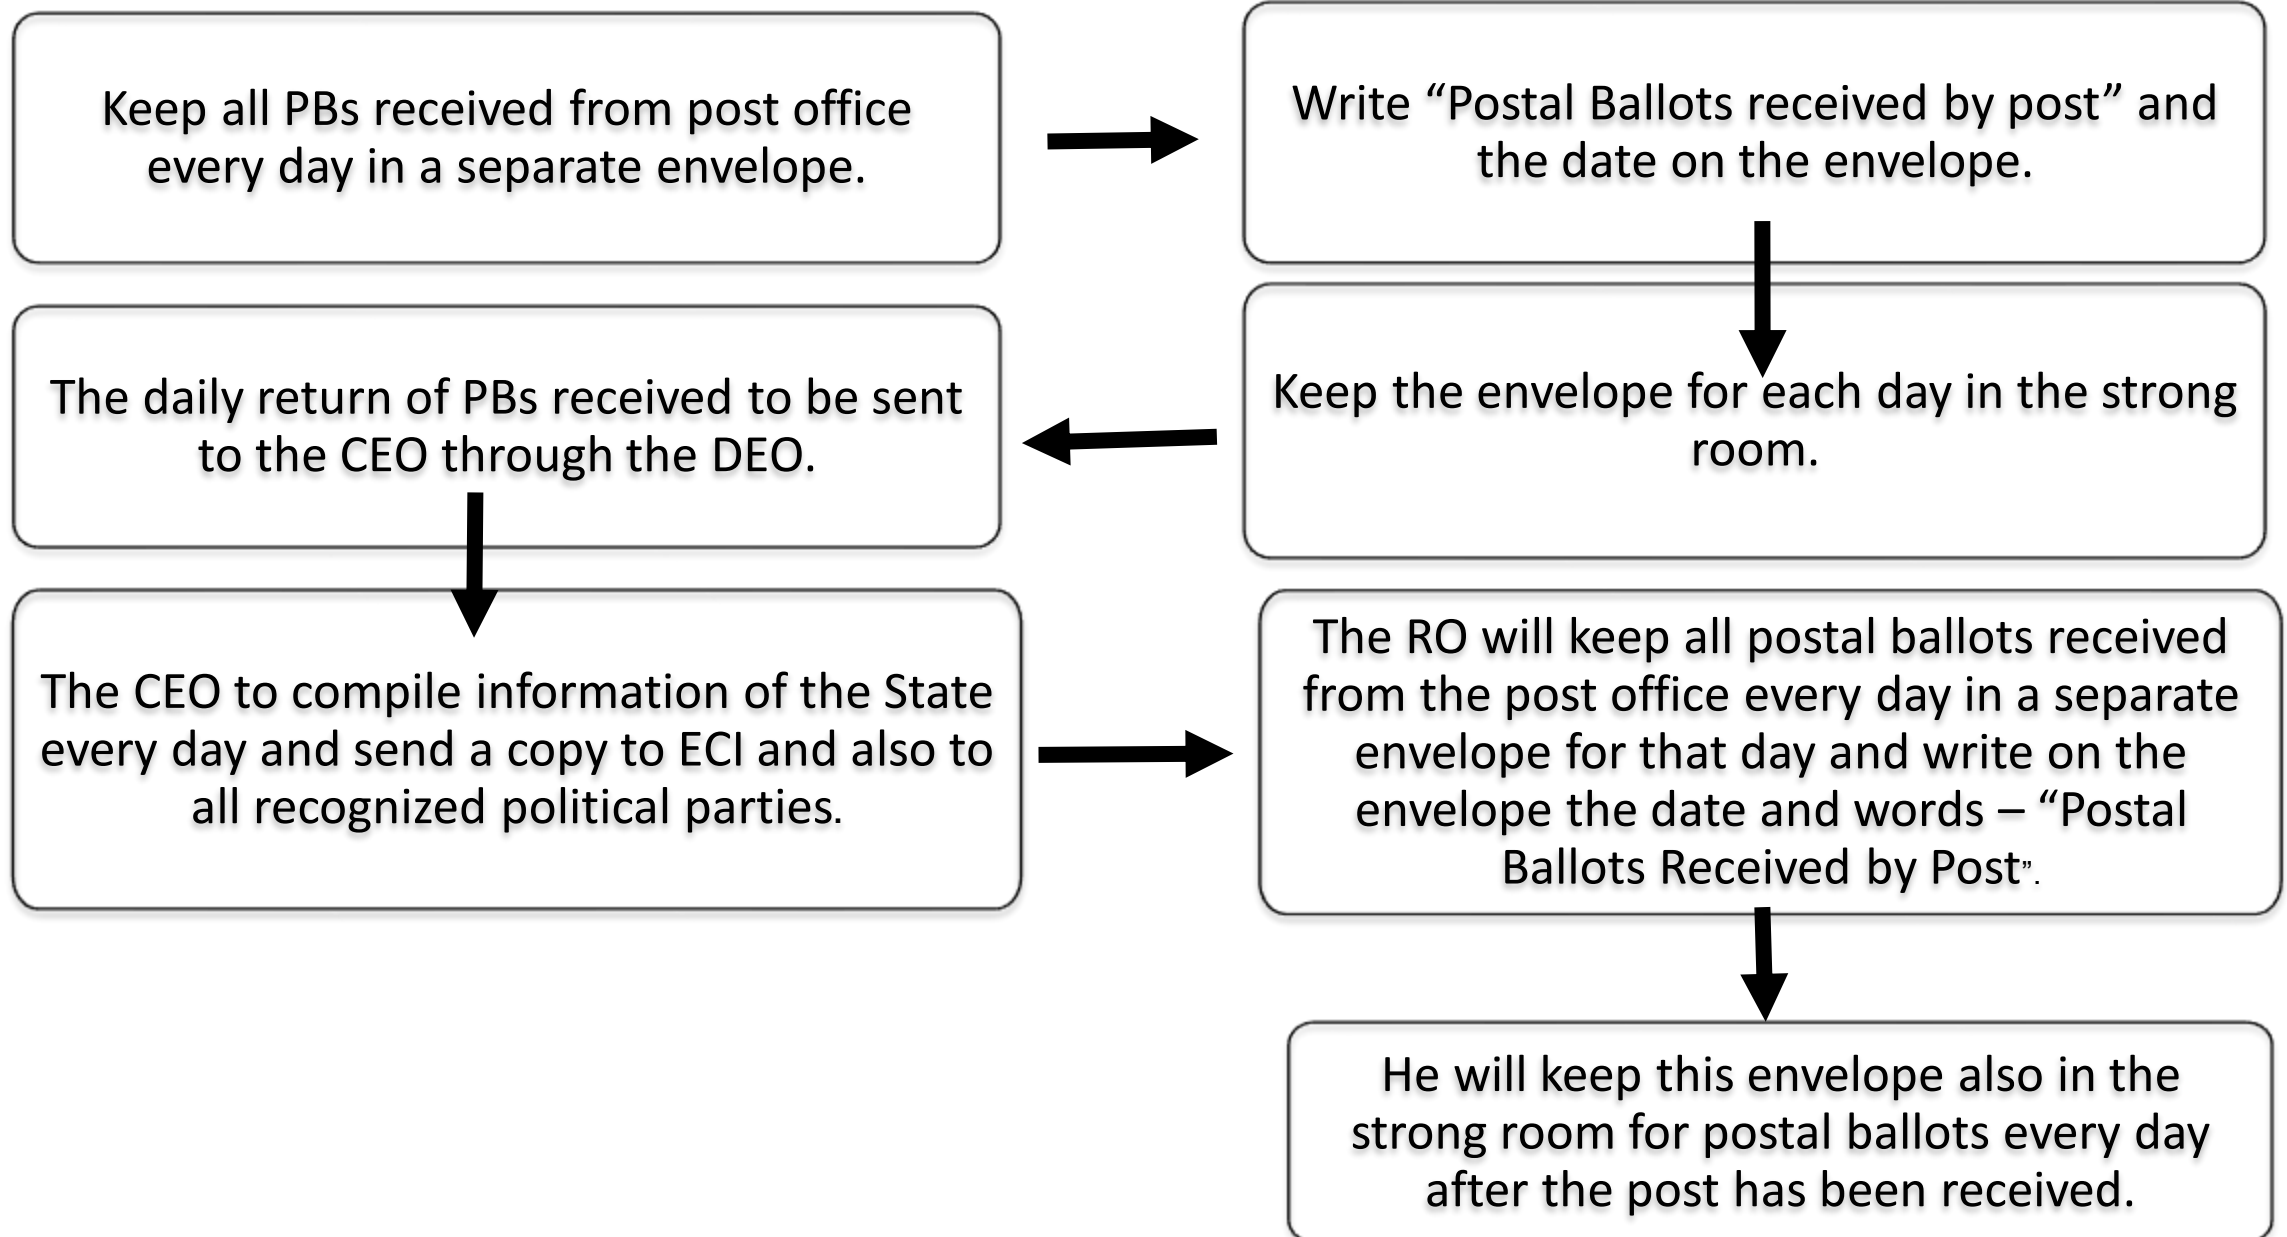 Keep all PBs received from post office
every day in a separate envelope.
Write “Postal Ballots received by post” and
the date on the envelope.
Keep the envelope for each day in the strong
room.
The daily return of PBs received to be sent
to the CEO through the DEO.
The CEO to compile information of the State
every day and send a copy to ECI and also to
all recognized political parties.
The RO will keep all postal ballots received
from the post office every day in a separate
envelope for that day and write on the
envelope the date and words – “Postal
Ballots Received by Post”.
He will keep this envelope also in the
strong room for postal ballots every day
after the post has been received.